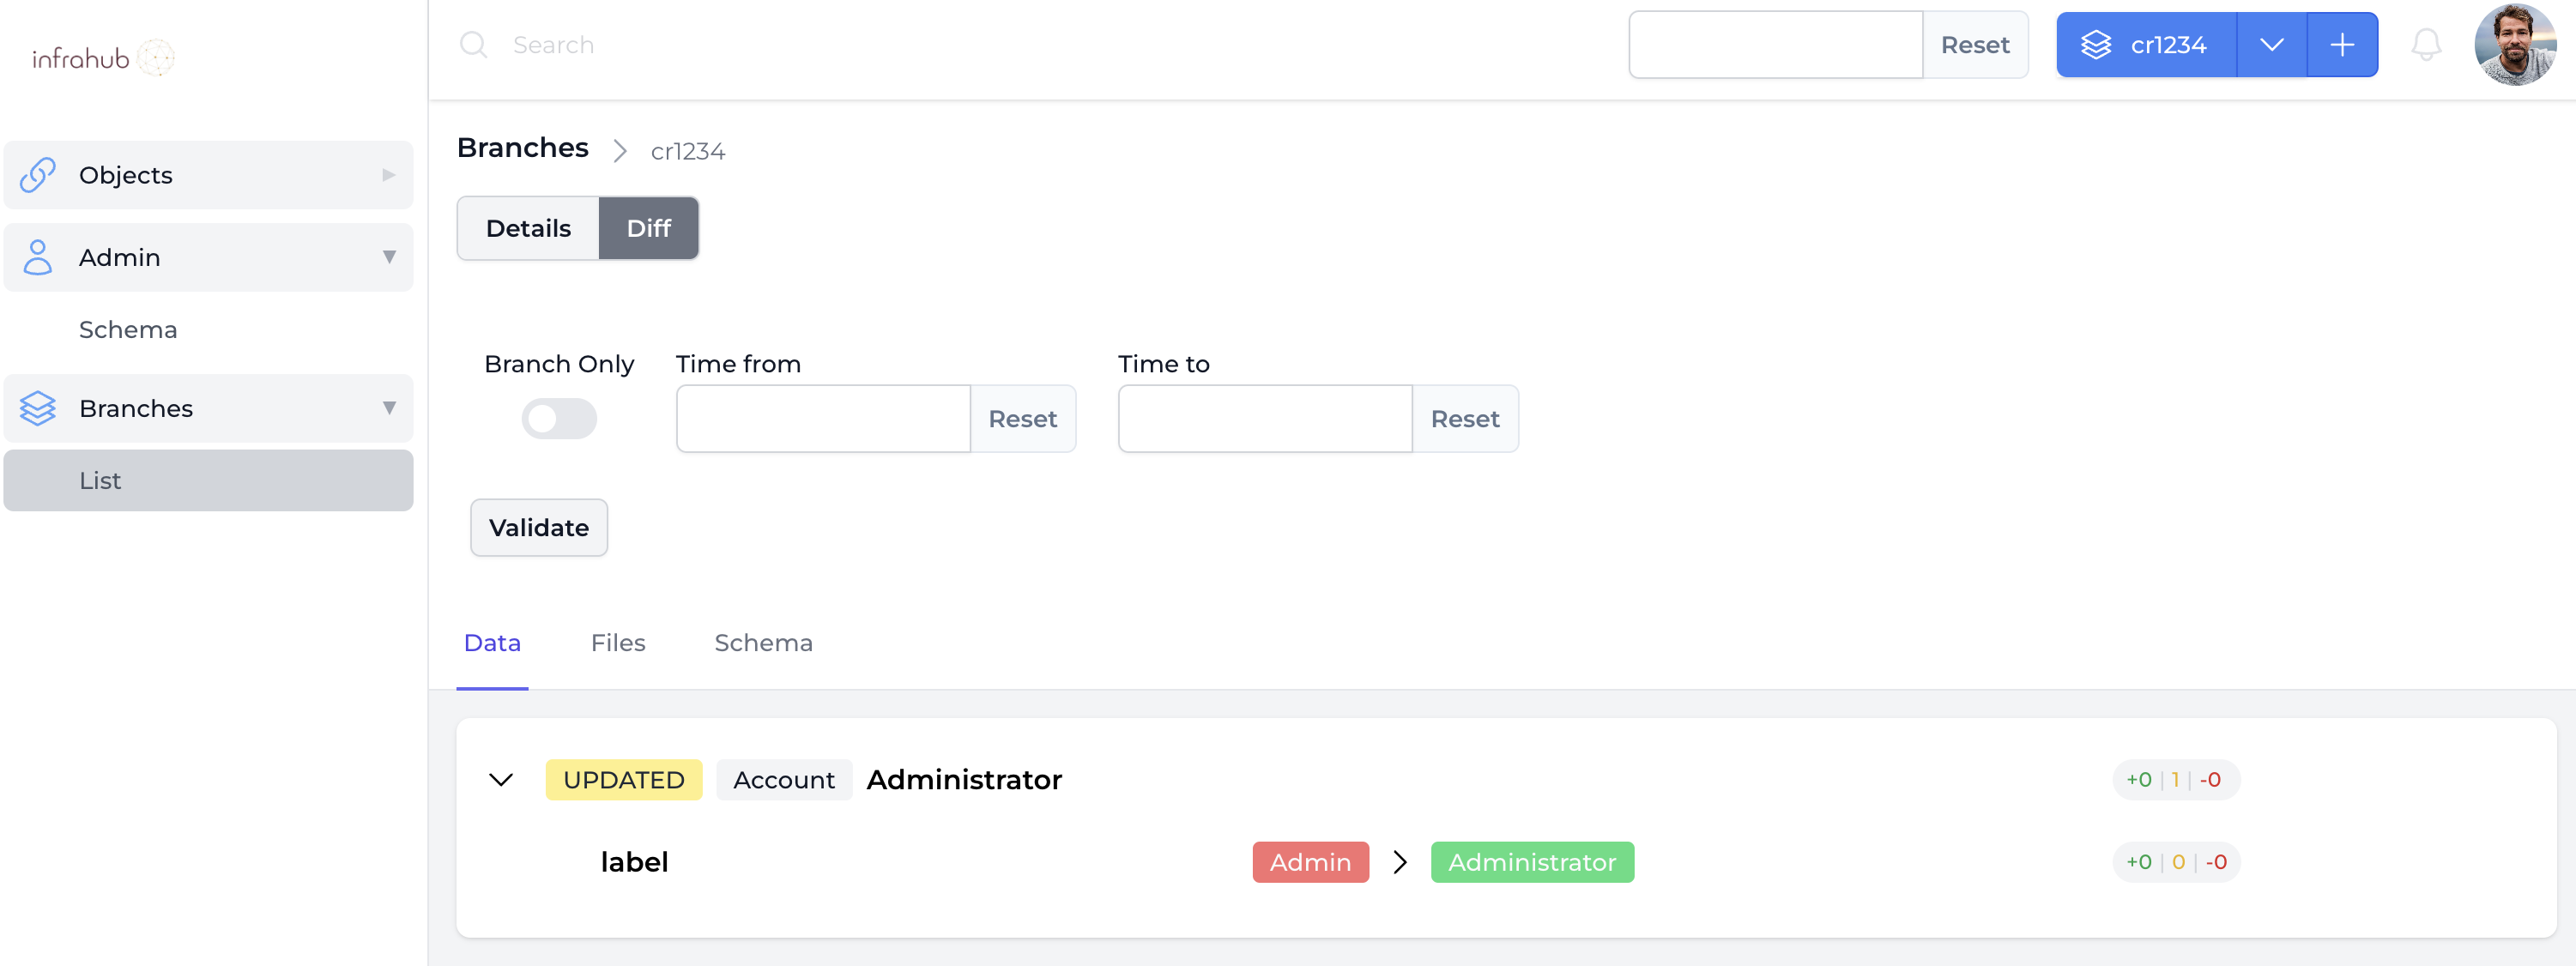 infrahub
Search
Reset
cr1234
Objects
Admin
Schema
Branches
List
Branches cr1234
Details Diff
Branch Only Time from Time to
Reset Reset
Validate
Data Files Schema
UPDATED Account Administrator +0 | 1 | -0
label Admin Administrator +0 | 0 | -0